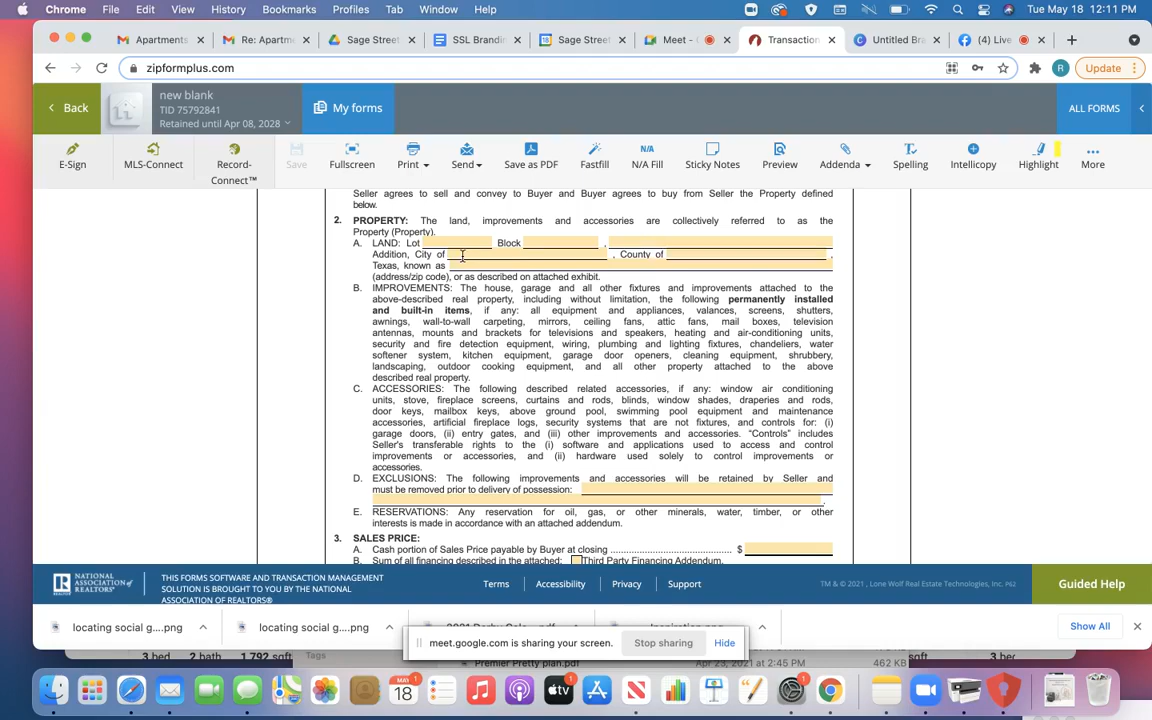 Chrome File Edit View History Bookmarks Profiles Tab Window Help Tue May 18 12:11 PM
Apartments Re: Apartm Sage Street SSL Brandin Sage Street Meet - Transaction Untitled Bra (4) Live
zipformplus.com R Update
Back new blank
TID 75792841
Retained until Apr 08, 2028
My forms ALL FORMS
E-Sign MLS-Connect Record-Connect™ Save Fullscreen Print Send Save as PDF Fastfill N/A Fill Sticky Notes Preview Addenda Spelling Intellicopy Highlight More
N/A
Seller agrees to sell and convey to Buyer and Buyer agrees to buy from Seller the Property defined
below.
2. PROPERTY: The land, improvements and accessories are collectively referred to as the
Property (Property).
A. LAND: Lot Block ,
Addition, City of , County of ,
Texas, known as
(address/zip code), or as described on attached exhibit.
B. IMPROVEMENTS: The house, garage and all other fixtures and improvements attached to the
above-described real property, including without limitation, the following permanently installed
and built-in items, if any: all equipment and appliances, valances, screens, shutters,
awnings, wall-to-wall carpeting, mirrors, ceiling fans, attic fans, mail boxes, television
antennas, mounts and brackets for televisions and speakers, heating and air-conditioning units,
security and fire detection equipment, wiring, plumbing and lighting fixtures, chandeliers, water
softener system, kitchen equipment, garage door openers, cleaning equipment, shrubbery,
landscaping, outdoor cooking equipment, and all other property attached to the above
described real property.
C. ACCESSORIES: The following described related accessories, if any: window air conditioning
units, stove, fireplace screens, curtains and rods, blinds, window shades, draperies and rods,
door keys, mailbox keys, above ground pool, swimming pool equipment and maintenance
accessories, artificial fireplace logs, security systems that are not fixtures, and controls for: (i)
garage doors, (ii) entry gates, and (iii) other improvements and accessories. “Controls” includes
Seller's transferable rights to the (i) software and applications used to access and control
improvements or accessories, and (ii) hardware used solely to control improvements or
accessories.
D. EXCLUSIONS: The following improvements and accessories will be retained by Seller and
must be removed prior to delivery of possession:
.
E. RESERVATIONS: Any reservation for oil, gas, or other minerals, water, timber, or other
interests is made in accordance with an attached addendum.
3. SALES PRICE:
A. Cash portion of Sales Price payable by Buyer at closing ........................................ $
B. Sum of all financing described in the attached: Third Party Financing Addendum,
NATIONAL ASSOCIATION OF REALTORS®
THIS FORMS SOFTWARE AND TRANSACTION MANAGEMENT
SOLUTION IS BROUGHT TO YOU BY THE NATIONAL
ASSOCIATION OF REALTORS®
Terms Accessibility Privacy Support
TM & © 2021 , Lone Wolf Real Estate Technologies, Inc. P62
Guided Help
locating social g....png locating social g....png Show All
meet.google.com is sharing your screen. Stop sharing Hide
3 bed 2 bath 1,792 sqft Tags
Premier Pretty plan.pdf Apr 23, 2021 at 2:45 PM 462 KB
MAY
18
tv